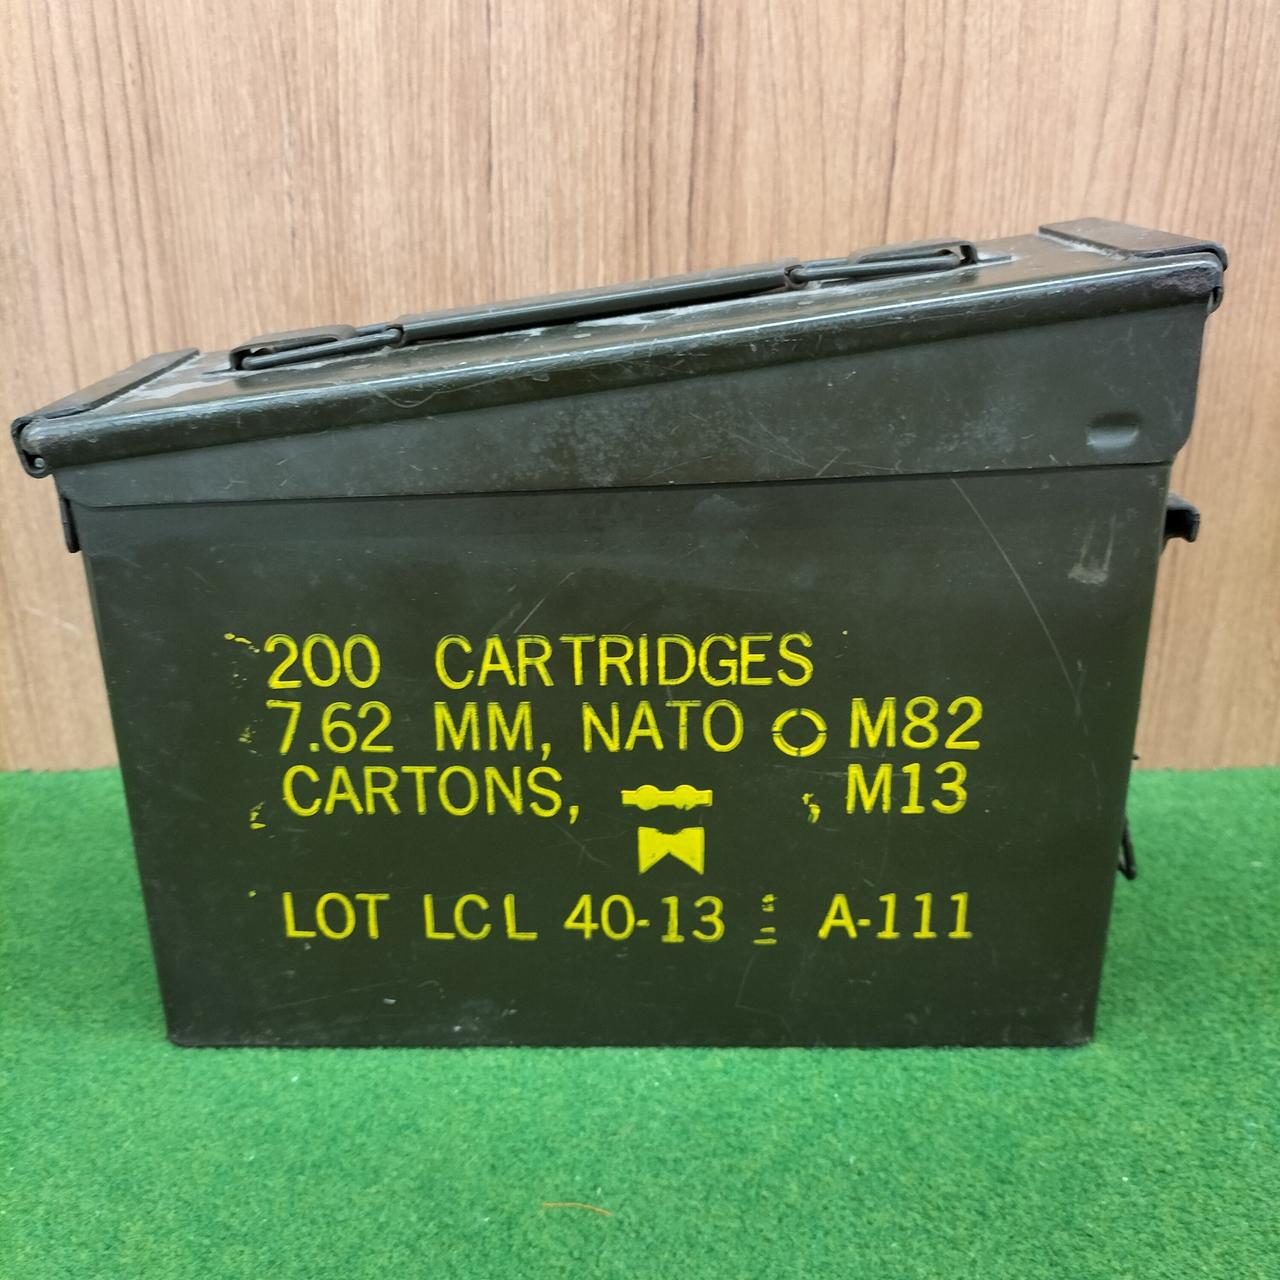 200 CARTRIDGES
7.62 MM, NATO M82
CARTONS, , M13
LOT LCL 40-13 A-111